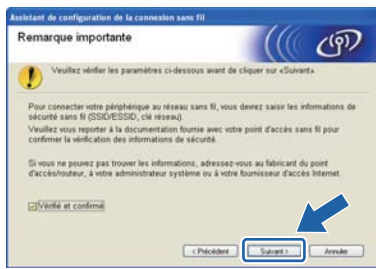 Assistant de configuration de la connexion sans fil
Remarque importante
Veuillez vérifier les paramètres ci-dessous avant de cliquer sur «Suivant».
Pour connecter votre périphérique au réseau sans fil, vous devrez saisir les informations de
sécurité sans fil (SSID/ESSID, clé réseau).
Veuillez vous reporter à la documentation fournie avec votre point d'accès sans fil pour
confirmer la vérification des informations de sécurité.
Si vous ne pouvez pas trouver les informations, adressez-vous au fabricant du point
d'accès/routeur, à votre administrateur système ou à votre fournisseur d'accès Internet.
Vérifié et confirmé
< Précédent Suivant > Annuler